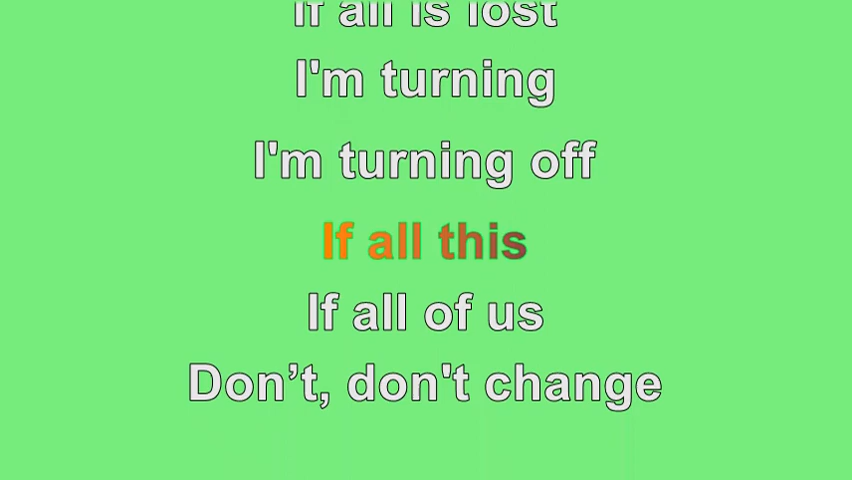 If all is lost
I'm turning
I'm turning off
If all this
If all of us
Don’t, don't change